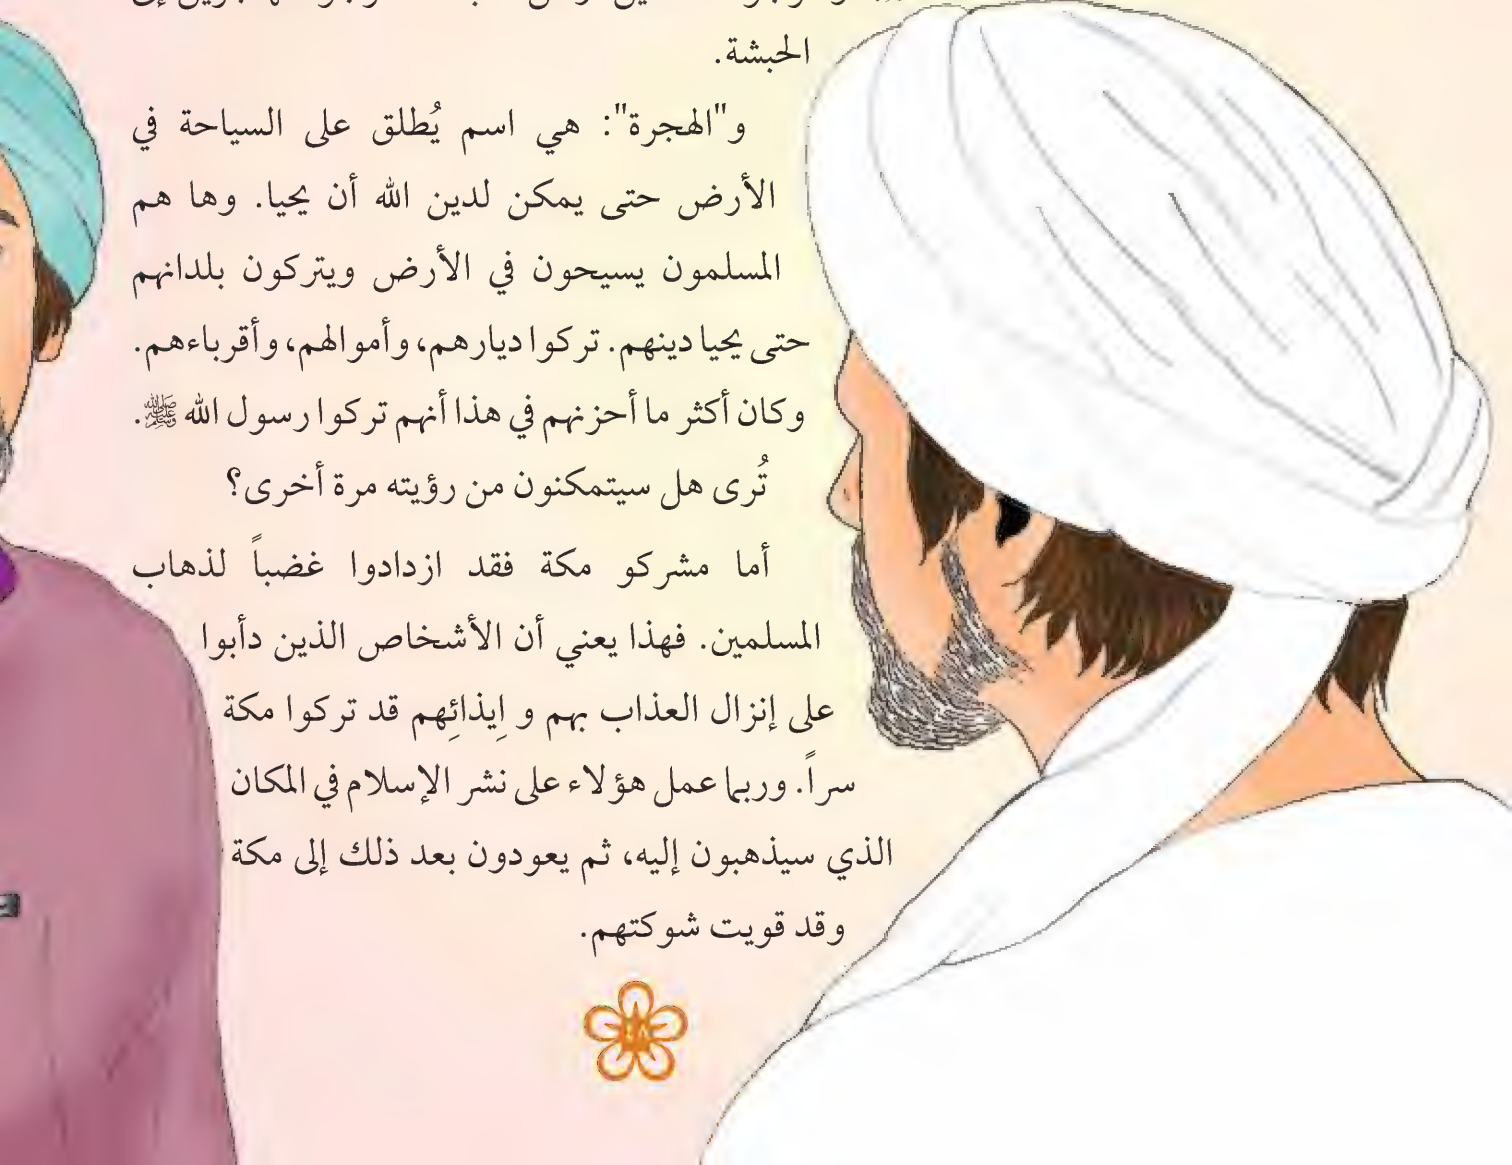 الحبشة.
و"الهجرة": هي اسم يُطلق على السياحة في
الأرض حتى يمكن لدين الله أن يحيا. وها هم
المسلمون يسيحون في الأرض ويتركون بلدانهم
حتى يحيا دينهم. تركوا ديارهم، وأموالهم، وأقرباءهم.
وكان أكثر ما أحزنهم في هذا أنهم تركوا رسول الله ﷺ.
تُرى هل سيتمكنون من رؤيته مرة أخرى؟
أما مشركو مكة فقد ازدادوا غضباً لذهاب
المسلمين. فهذا يعني أن الأشخاص الذين دأبوا
على إنزال العذاب بهم و إِيذائِهم قد تركوا مكة
سراً. وربما عمل هؤلاء على نشر الإسلام في المكان
الذي سيذهبون إليه، ثم يعودون بعد ذلك إلى مكة
وقد قويت شوكتهم.